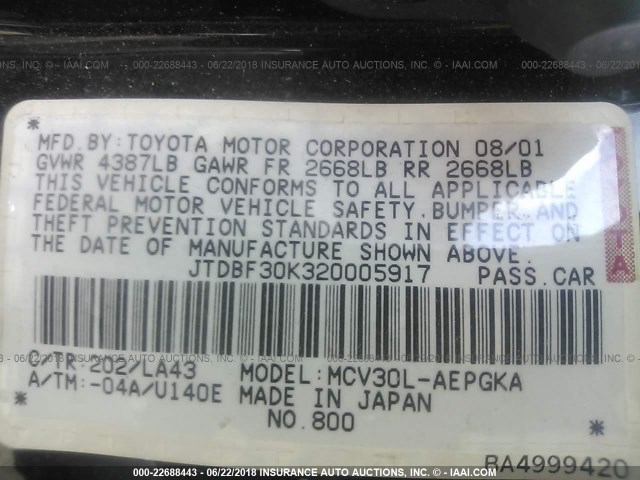 000-22688443 - 06/22/2018 INSURANCE AUTO AUCTIONS, INC. - IAAI.COM
MFD.BY:TOYOTA MOTOR CORPORATION 08/01
GVWR 4387LB GAWR FR 2668LB RR 2668LB
THIS VEHICLE CONFORMS TO ALL APPLICABLE
FEDERAL MOTOR VEHICLE SAFETY,BUMPER,AND
THEFT PREVENTION STANDARDS IN EFFECT ON
THE DATE OF MANUFACTURE SHOWN ABOVE.
JTDBF30K320005917 PASS.CAR
C/TR:202/LA43 MODEL:MCV30L-AEPGKA
A/TM:-04A/U140E MADE IN JAPAN
NO.800
RA4999420
000-22688443 - 06/22/2018 INSURANCE AUTO AUCTIONS, INC. - IAAI.COM